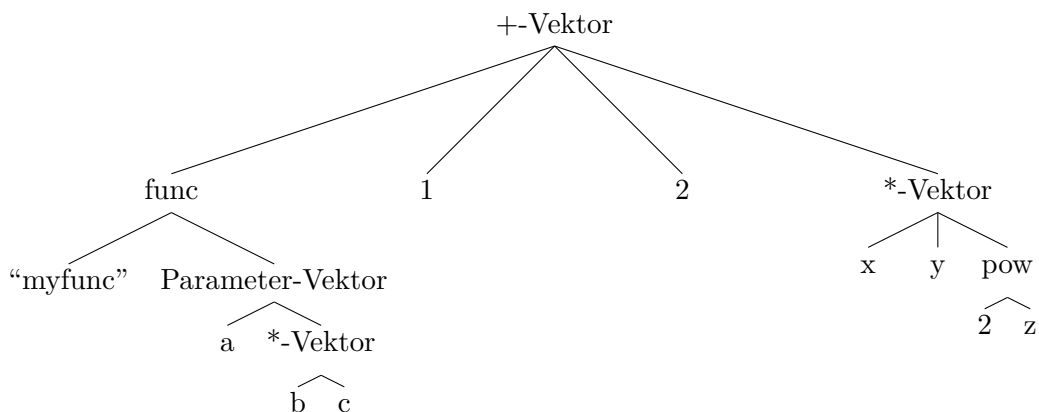 +-Vektor
func 1 2 *-Vektor
“myfunc” Parameter-Vektor x y pow
a *-Vektor 2 z
b c